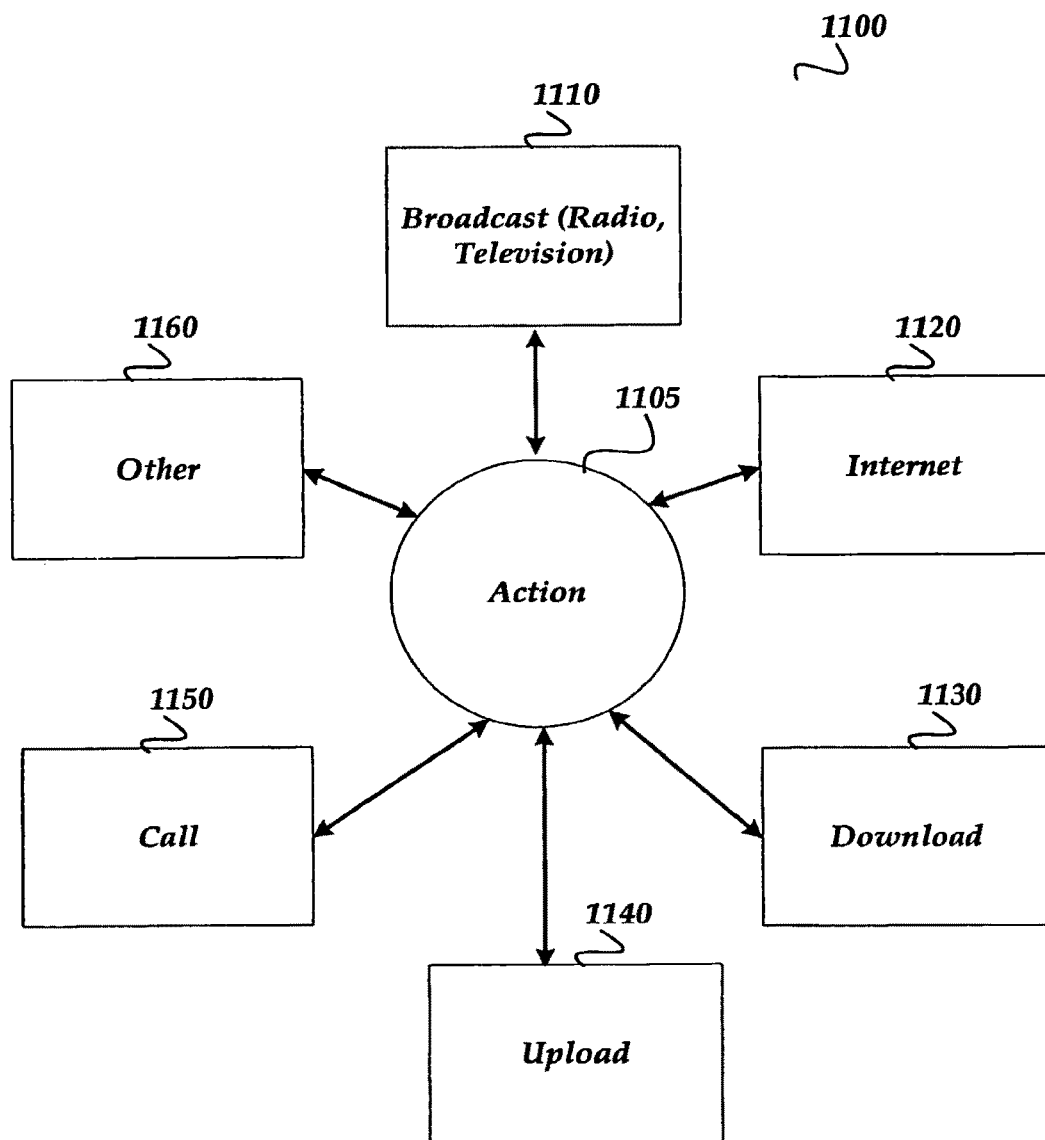 1100
1110
Broadcast (Radio,
Television)
1160
1120
1105
Other
Internet
Action
1150
1130
Call
Download
1140
Upload